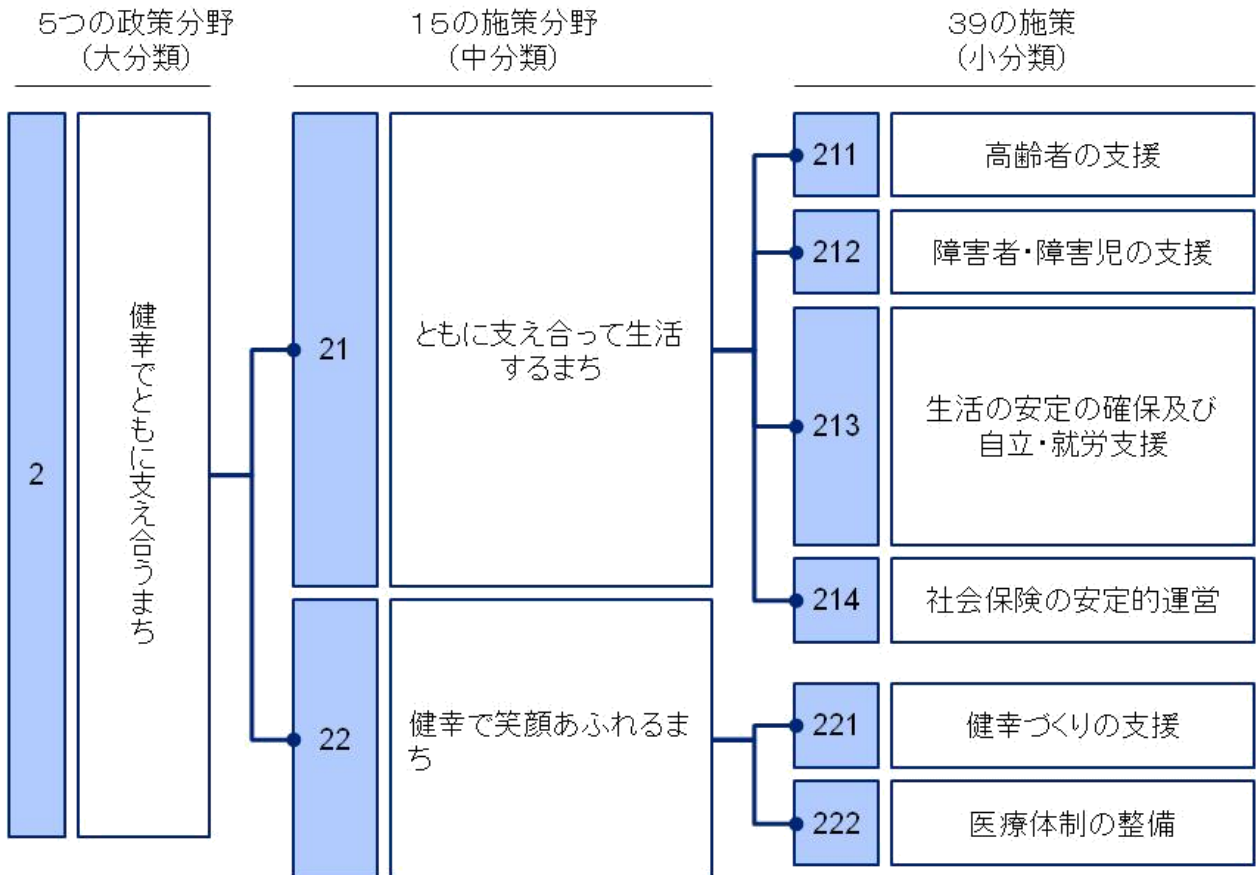 5つの政策分野
(大分類)
15の施策分野
(中分類)
39の施策
(小分類)
2
健幸でともに支え合うまち
21
ともに支え合って生活
するまち
211
高齢者の支援
212
障害者・障害児の支援
213
生活の安定の確保及び
自立・就労支援
214
社会保険の安定的運営
22
健幸で笑顔あふれるま
ち
221
健幸づくりの支援
222
医療体制の整備